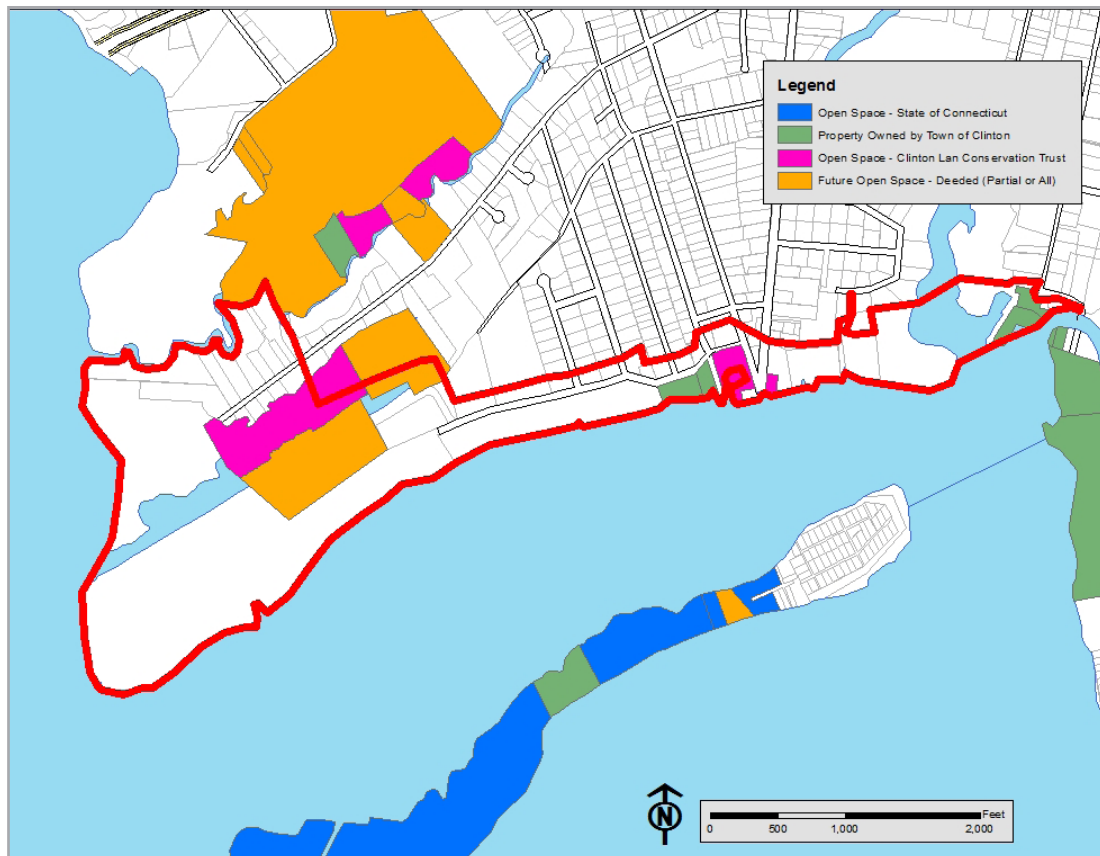 Legend
Open Space - State of Connecticut
Property Owned by Town of Clinton
Open Space - Clinton Lan Conservation Trust
Future Open Space - Deeded (Partial or All)
N
Feet
0 500 1,000 2,000